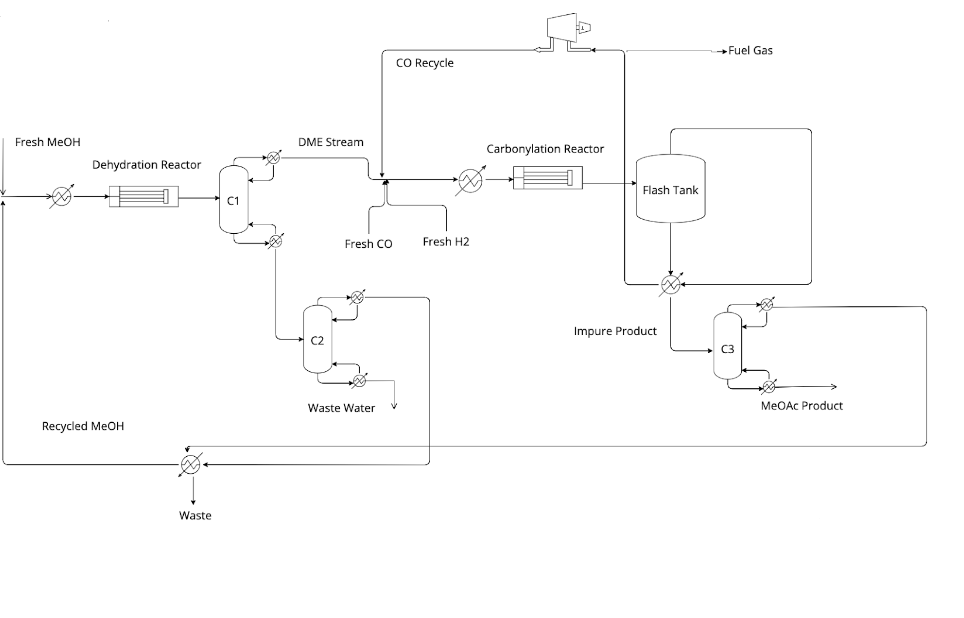 Fuel Gas
CO Recycle
Fresh MeOH
DME Stream
Carbonylation Reactor
Dehydration Reactor
Flash Tank
C1
Fresh CO
Fresh H2
Impure Product
C2
C3
Waste Water
MeOAc Product
Recycled MeOH
Waste